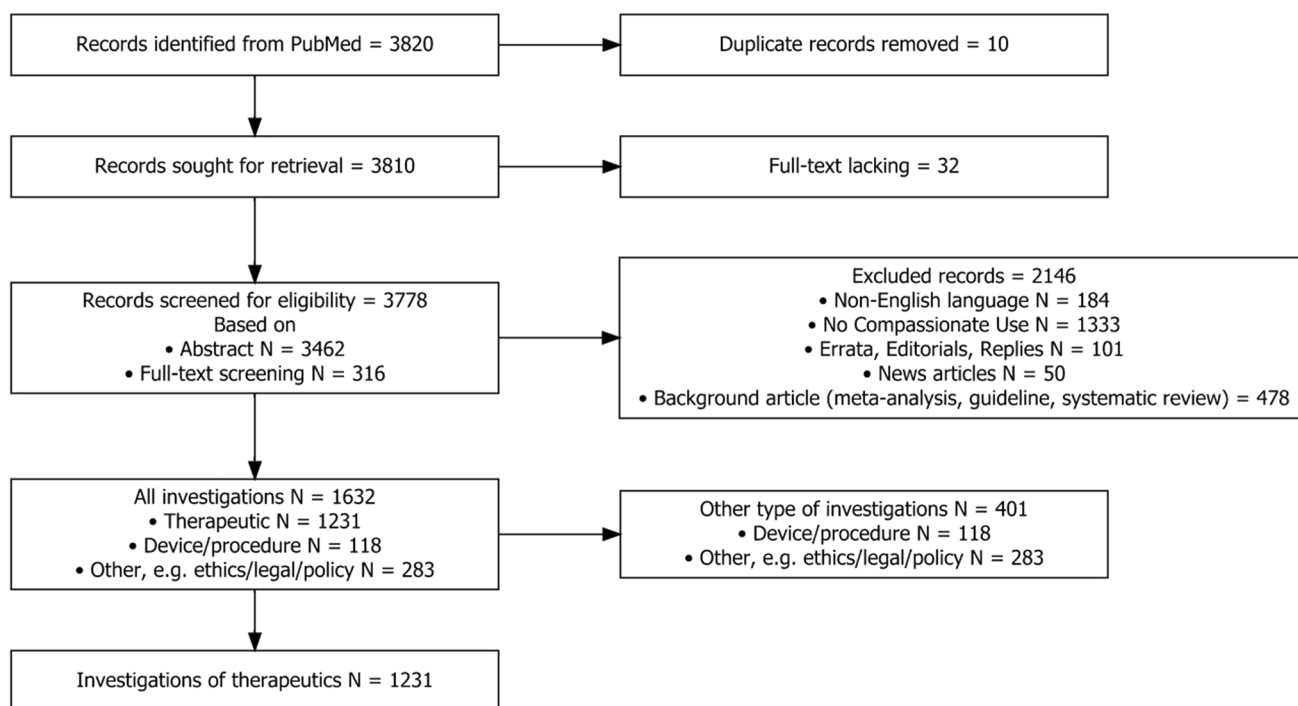 Records identified from PubMed = 3820
Duplicate records removed = 10
Records sought for retrieval = 3810
Full-text lacking = 32
Records screened for eligibility = 3778
Based on
• Abstract N = 3462
• Full-text screening N = 316
Excluded records = 2146
• Non-English language N = 184
• No Compassionate Use N = 1333
• Errata, Editorials, Replies N = 101
• News articles N = 50
• Background article (meta-analysis, guideline, systematic review) = 478
All investigations N = 1632
• Therapeutic N = 1231
• Device/procedure N = 118
• Other, e.g. ethics/legal/policy N = 283
Other type of investigations N = 401
• Device/procedure N = 118
• Other, e.g. ethics/legal/policy N = 283
Investigations of therapeutics N = 1231